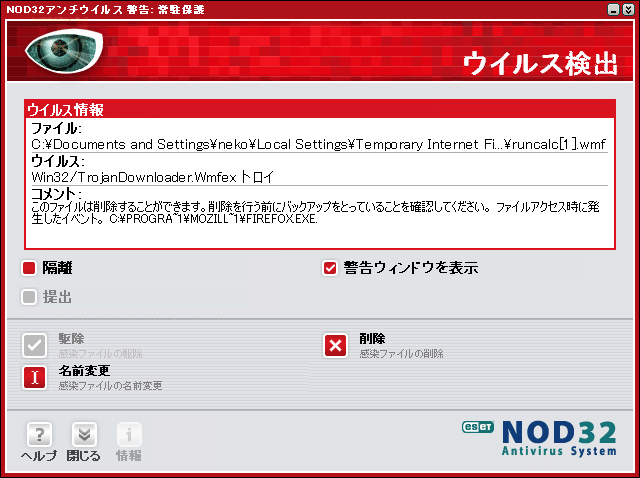 NOD32アンチウイルス 警告: 常駐保護
ウイルス検出
ウイルス情報
ファイル:
C:¥Documents and Settings¥neko¥Local Settings¥Temporary Internet Fi...¥runcalc[1].wmf
ウイルス:
Win32/TrojanDownloader.Wmfex トロイ
コメント:
このファイルは削除することができます。削除を行う前にバックアップをとっていることを確認してください。 ファイルアクセス時に発
生したイベント。 C:¥PROGRA~1¥MOZILL~1¥FIREFOX.EXE.
隔離
警告ウィンドウを表示
提出
駆除
感染ファイルの駆除
削除
感染ファイルの削除
名前変更
感染ファイルの名前変更
ヘルプ 閉じる 情報
eseT NOD32
Antivirus System